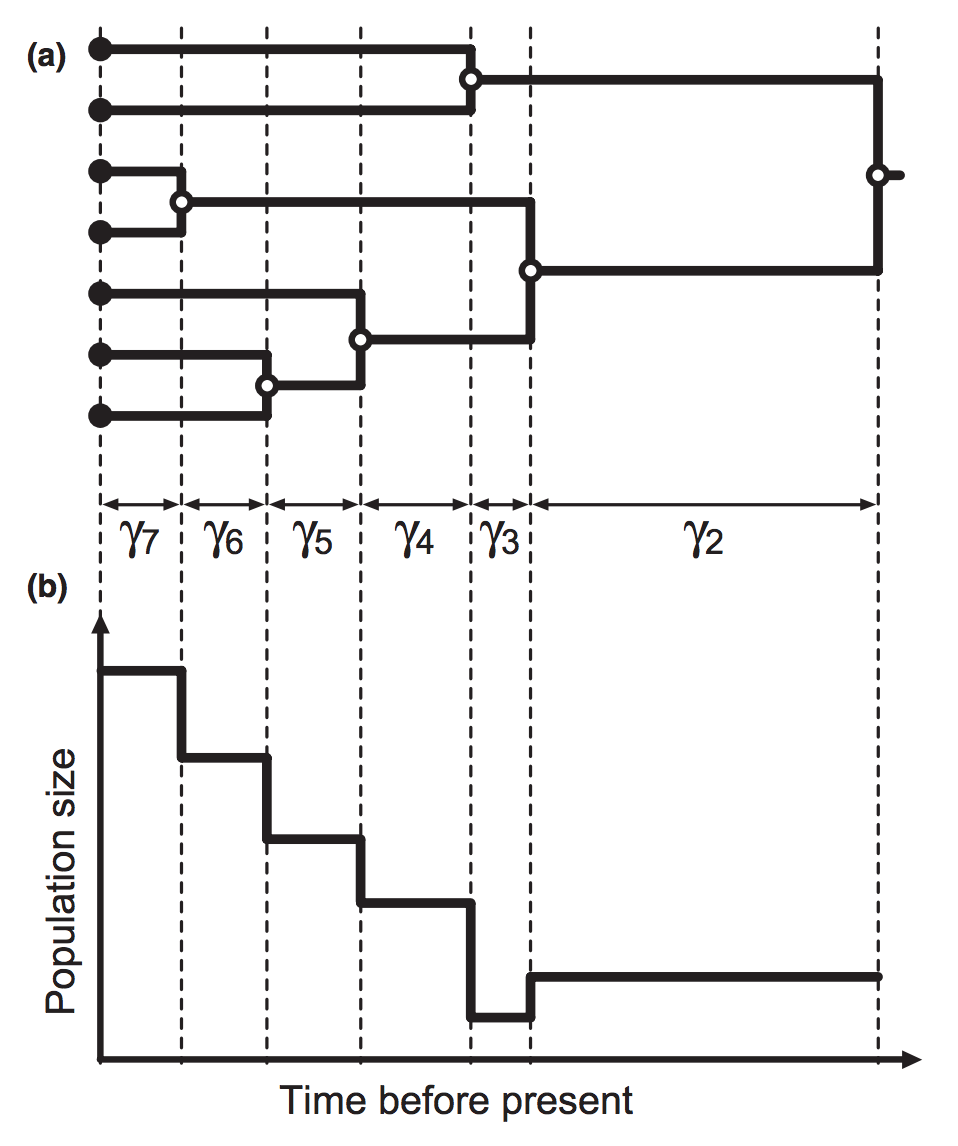 (a)
γ7 γ6 γ5 γ4 γ3 γ2
(b)
Population size
Time before present